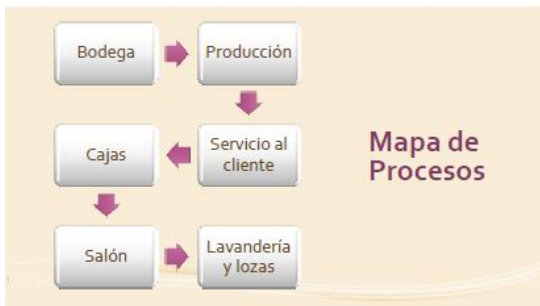 Bodega
Producción
Servicio al
cliente
Cajas
Salón
Lavandería
y lozas
Mapa de
Procesos